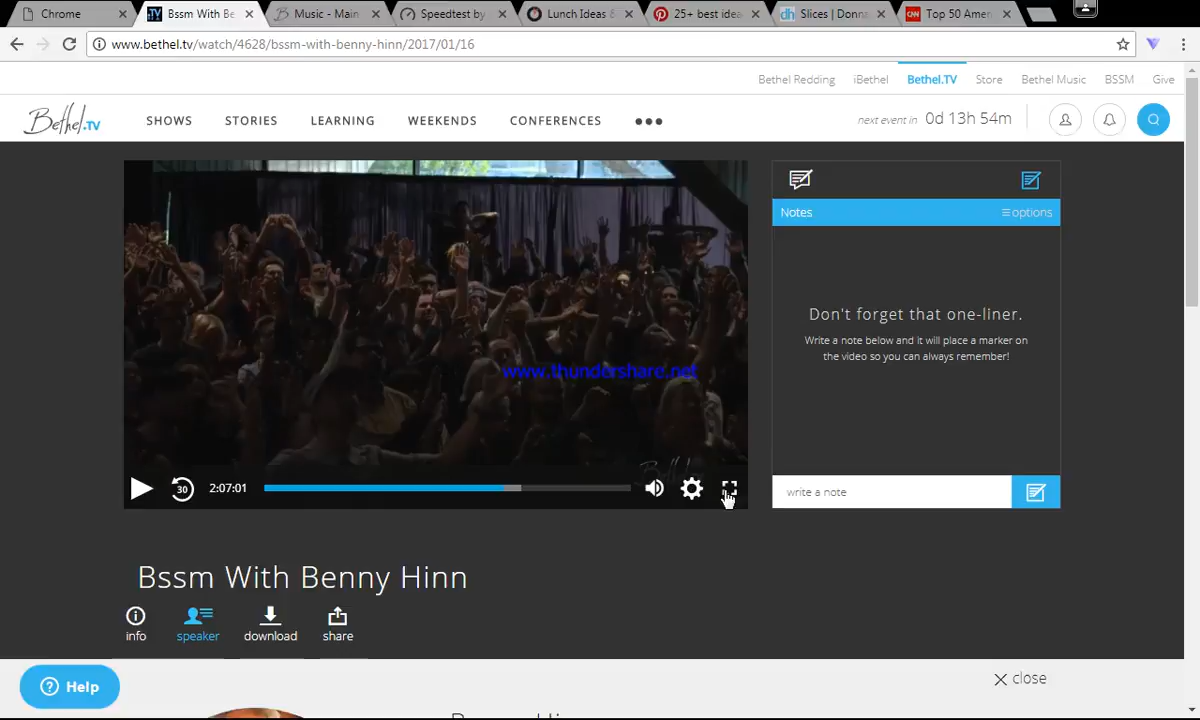 Chrome
Bssm With Be
Music - Main
Speedtest by
Lunch Ideas &
25+ best idea
Slices | Donna
Top 50 Amer
www.bethel.tv/watch/4628/bssm-with-benny-hinn/2017/01/16
Bethel Redding iBethel Bethel.TV Store Bethel Music BSSM Give
Bethel.TV SHOWS STORIES LEARNING WEEKENDS CONFERENCES next event in 0d 13h 54m
Notes options
Don't forget that one-liner.
Write a note below and it will place a marker on
the video so you can always remember!
www.thundershare.net
Bethel
30 2:07:01
write a note
Bssm With Benny Hinn
info speaker download share
Help
close